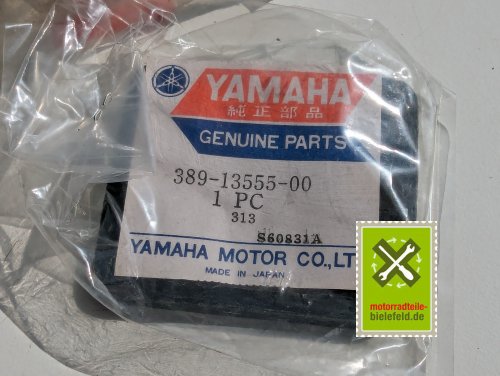 YAMAHA
純正部品
GENUINE PARTS
389-13555-00
1 PC
313
S60831A
YAMAHA MOTOR CO.,LT
MADE IN JAPAN
motorradteile-
bielefeld.de